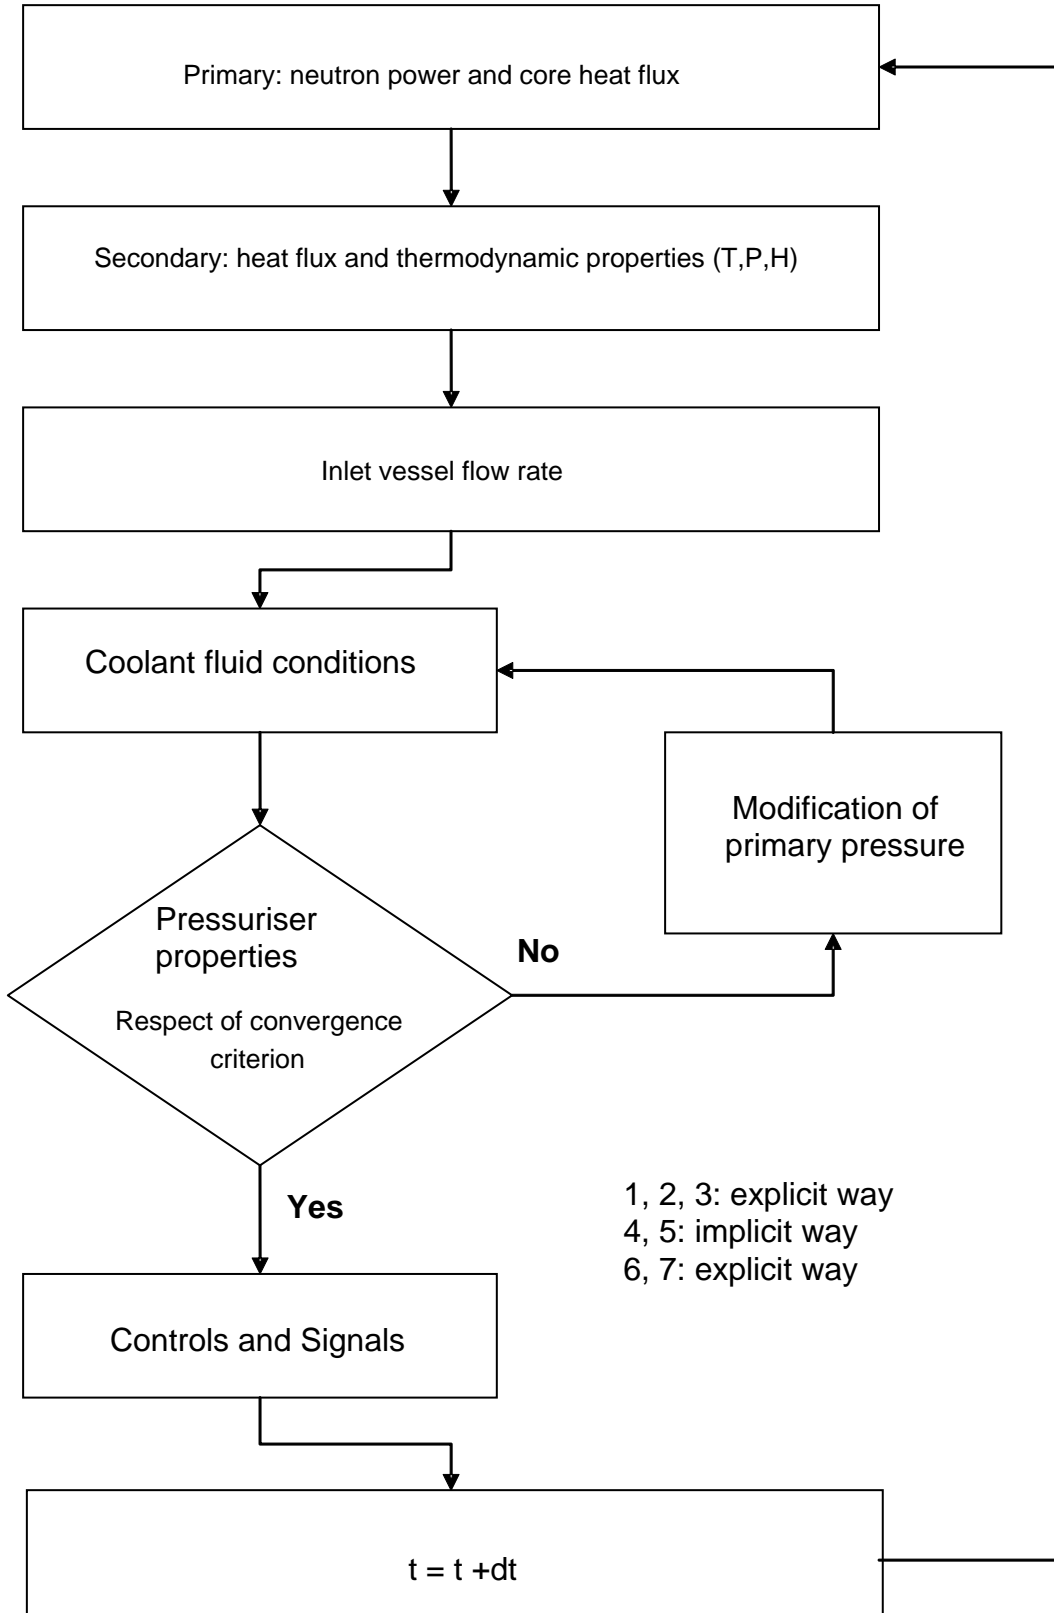 Primary: neutron power and core heat flux
Secondary: heat flux and thermodynamic properties (T,P,H)
Inlet vessel flow rate
Coolant fluid conditions
Modification of
primary pressure
Pressuriser
properties
No
Respect of convergence
criterion
Yes
1, 2, 3: explicit way
4, 5: implicit way
6, 7: explicit way
Controls and Signals
t = t +dt